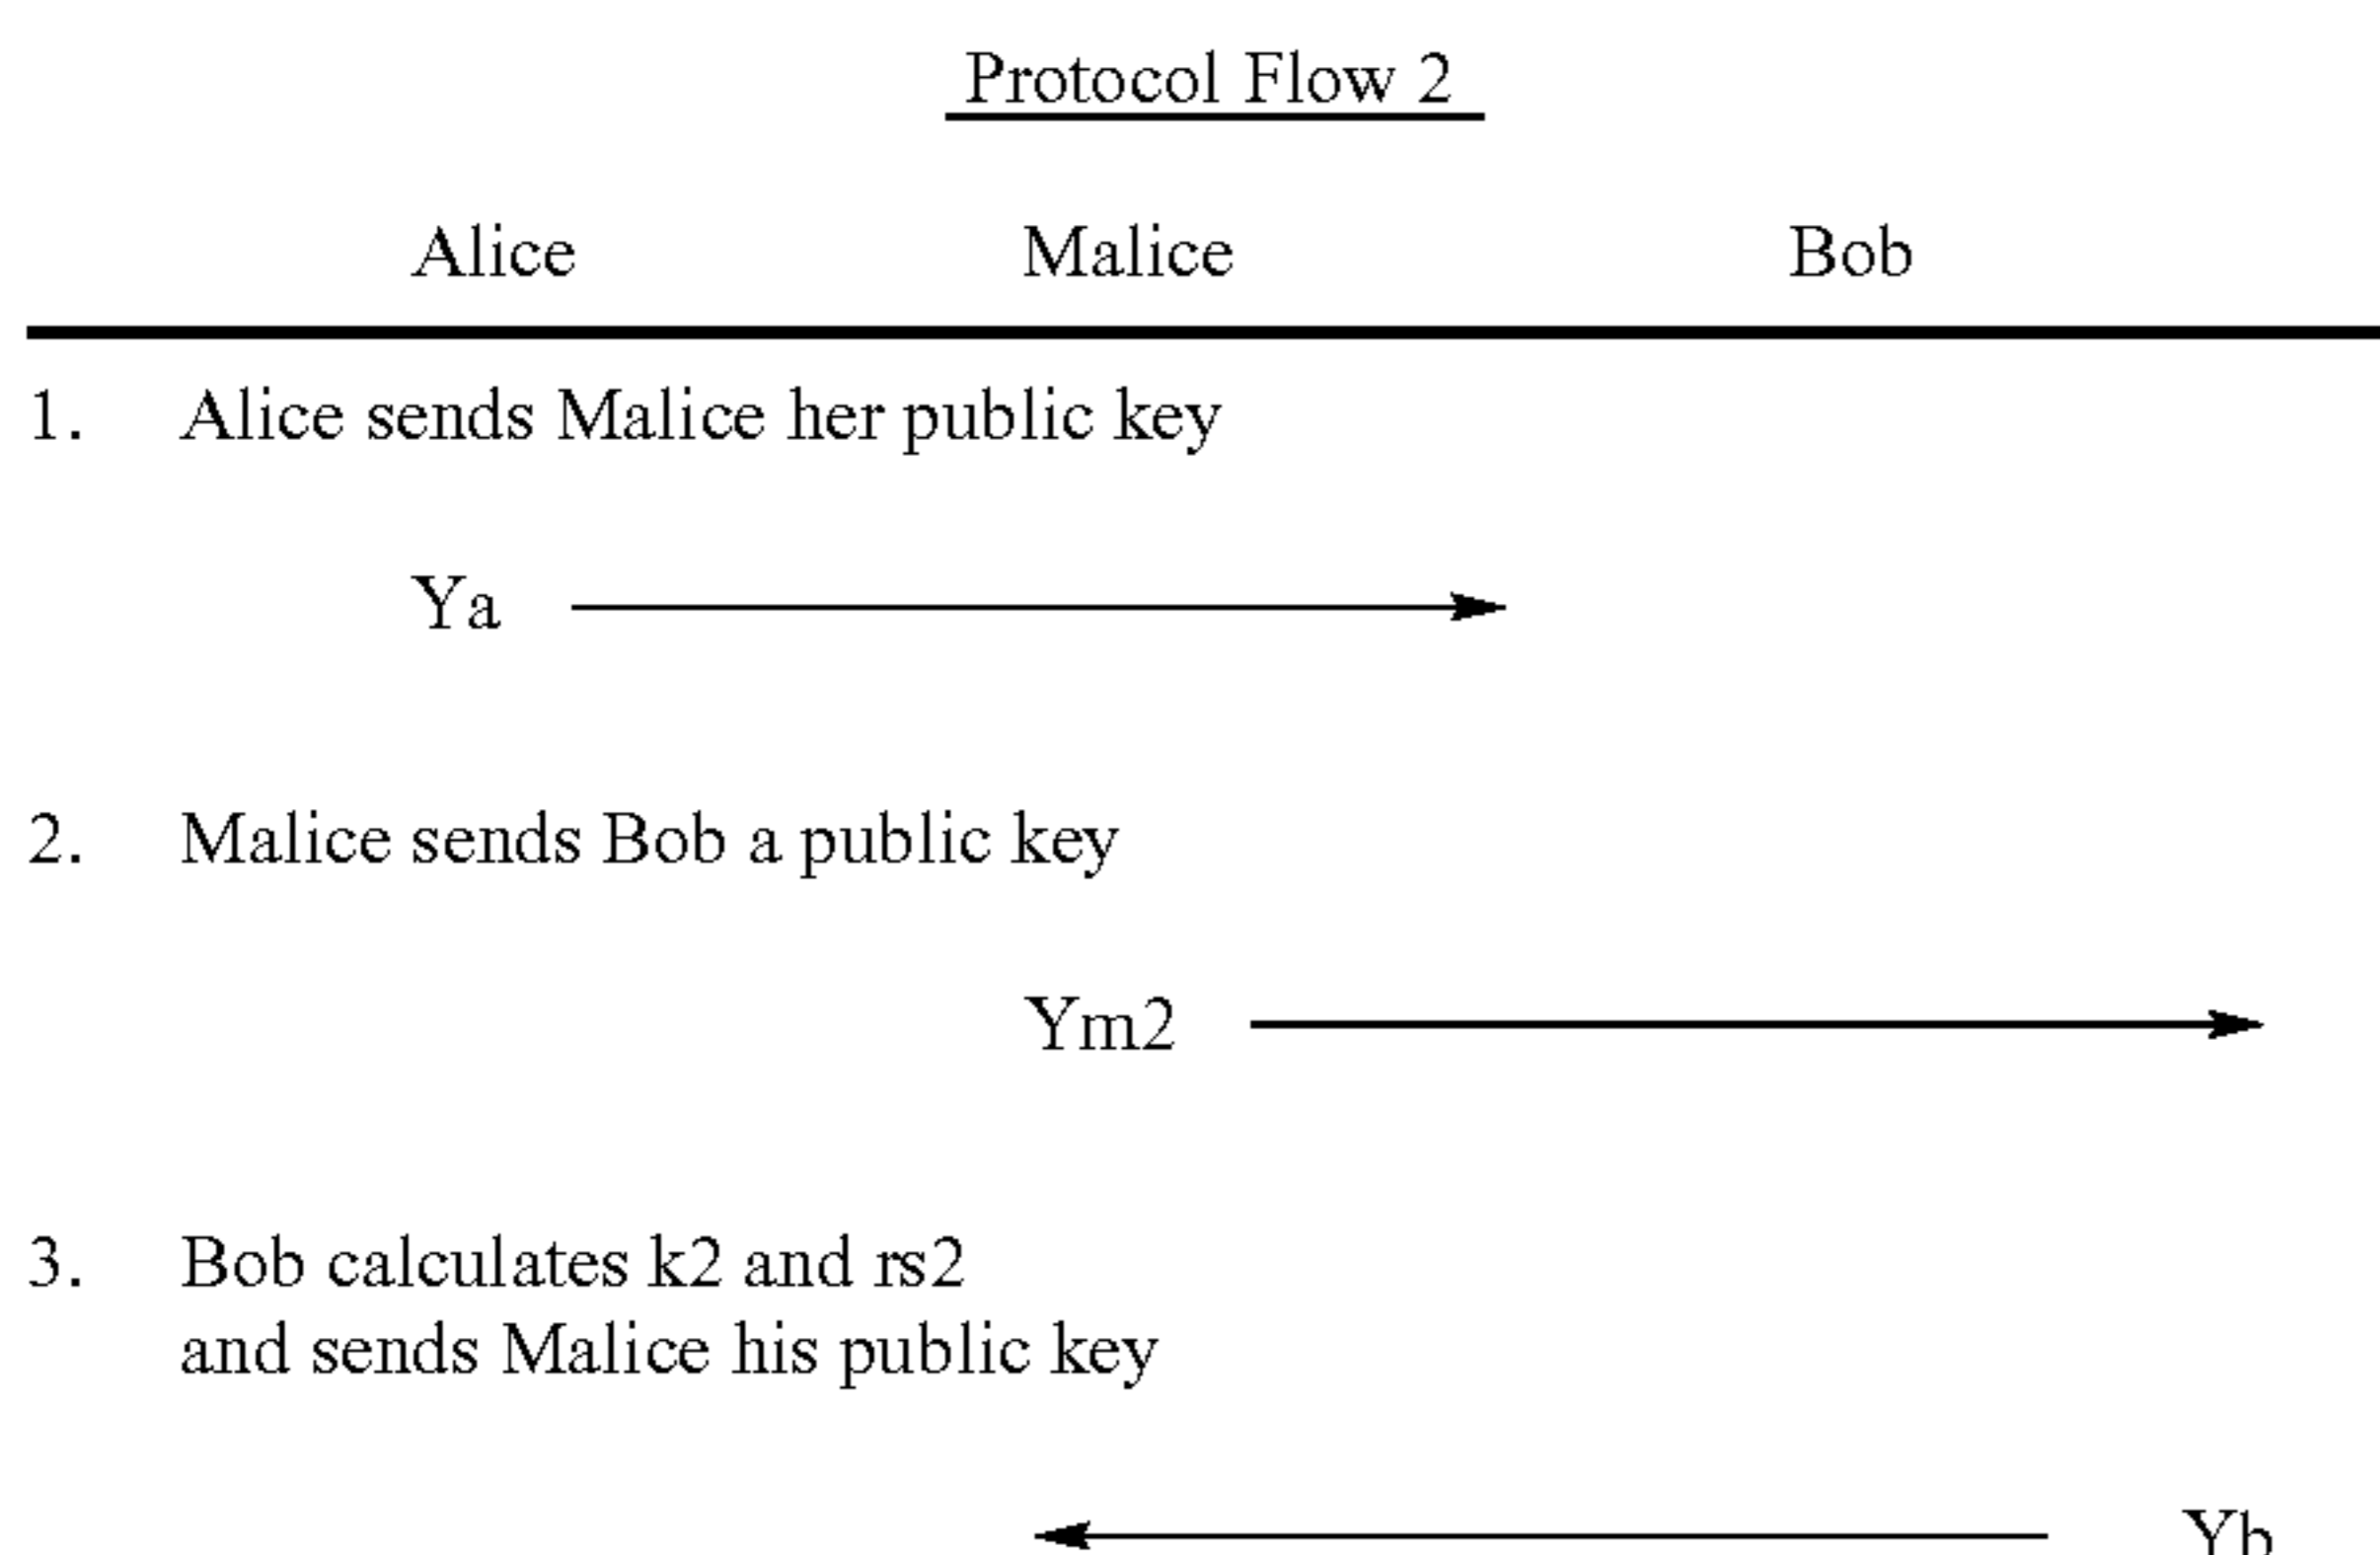 Protocol Flow 2
Alice Malice Bob
1. Alice sends Malice her public key
Ya
2. Malice sends Bob a public key
Ym2
3. Bob calculates k2 and rs2
and sends Malice his public key
Yb